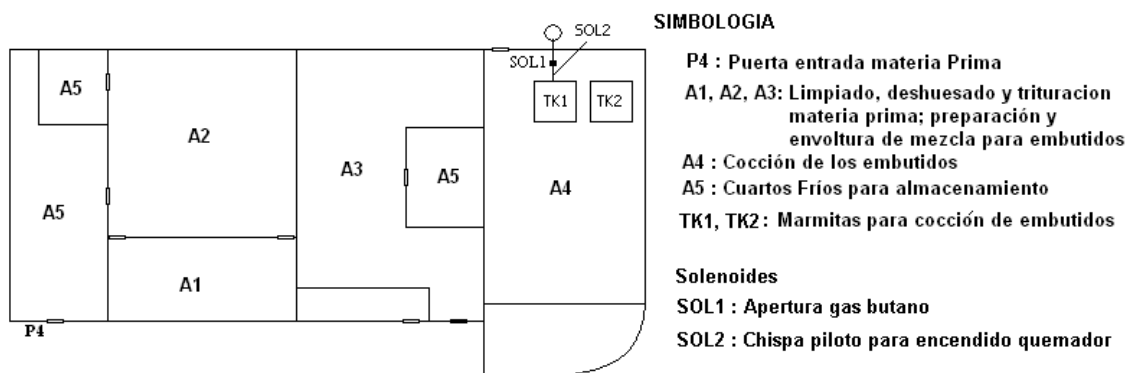 SOL2
SOL1
A5
TK1
TK2
A2
A3
A5
A4
A5
A1
P4
SIMBOLOGIA
P4 : Puerta entrada materia Prima
A1, A2, A3: Limpiado, deshuesado y trituracion
materia prima; preparación y
envoltura de mezcla para embutidos
A4 : Cocción de los embutidos
A5 : Cuartos Fríos para almacenamiento
TK1, TK2 : Marmitas para cocción de embutidos
Solenoides
SOL1 : Apertura gas butano
SOL2 : Chispa piloto para encendido quemador